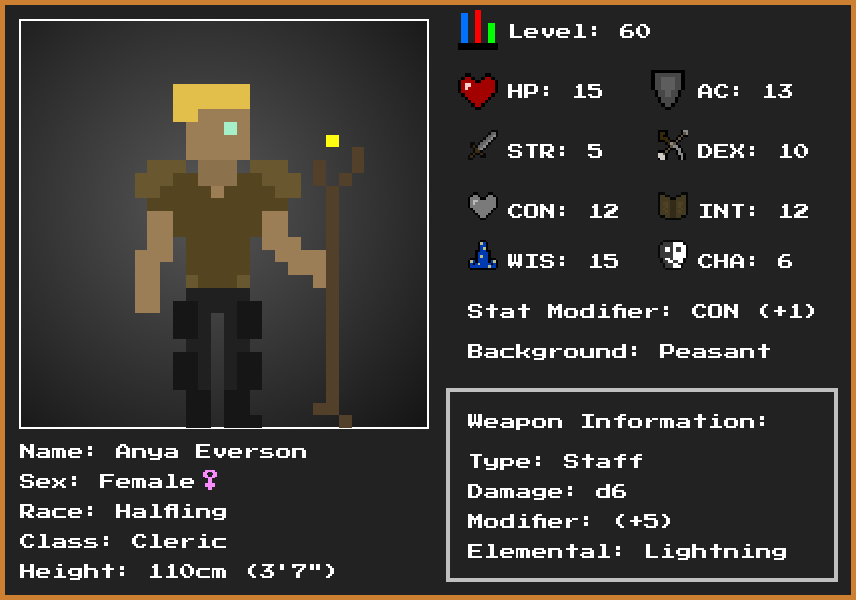 Level: 60
HP: 15
AC: 13
STR: 5
DEX: 10
CON: 12
INT: 12
WIS: 15
CHA: 6
Stat Modifier: CON (+1)
Background: Peasant
Weapon Information:
Type: Staff
Damage: d6
Modifier: (+5)
Elemental: Lightning
Name: Anya Everson
Sex: Female♀
Race: Halfling
Class: Cleric
Height: 110cm (3'7")